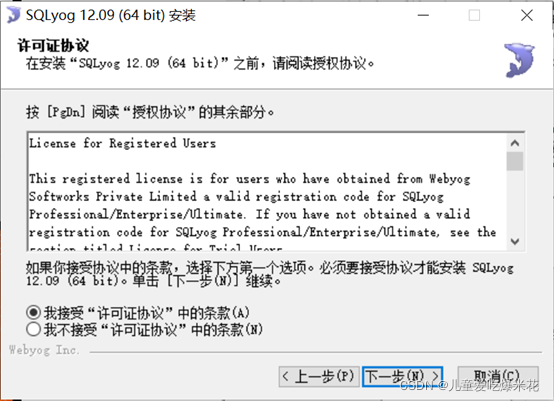 SQLyog 12.09 (64 bit) 安装
许可证协议
在安装“SQLyog 12.09 (64 bit)”之前，请阅读授权协议。
按 [PgDn] 阅读“授权协议”的其余部分。
License for Registered Users
This registered license is for users who have obtained from Webyog
Softworks Private Limited a valid registration code for SQLyog
Professional/Enterprise/Ultimate. If you have not obtained a valid
registration code for SQLyog Professional/Enterprise/Ultimate, see the
section titled License for Trial Users
如果你接受协议中的条款，选择下方第一个选项。必须要接受协议才能安装 SQLyog
12.09 (64 bit)。单击 [下一步(N)] 继续。
我接受“许可证协议”中的条款(A)
我不接受“许可证协议”中的条款(N)
Webyog Inc.
< 上一步(P) 下一步(N) > 取消(C)
CSDN @儿童爱吃爆米花